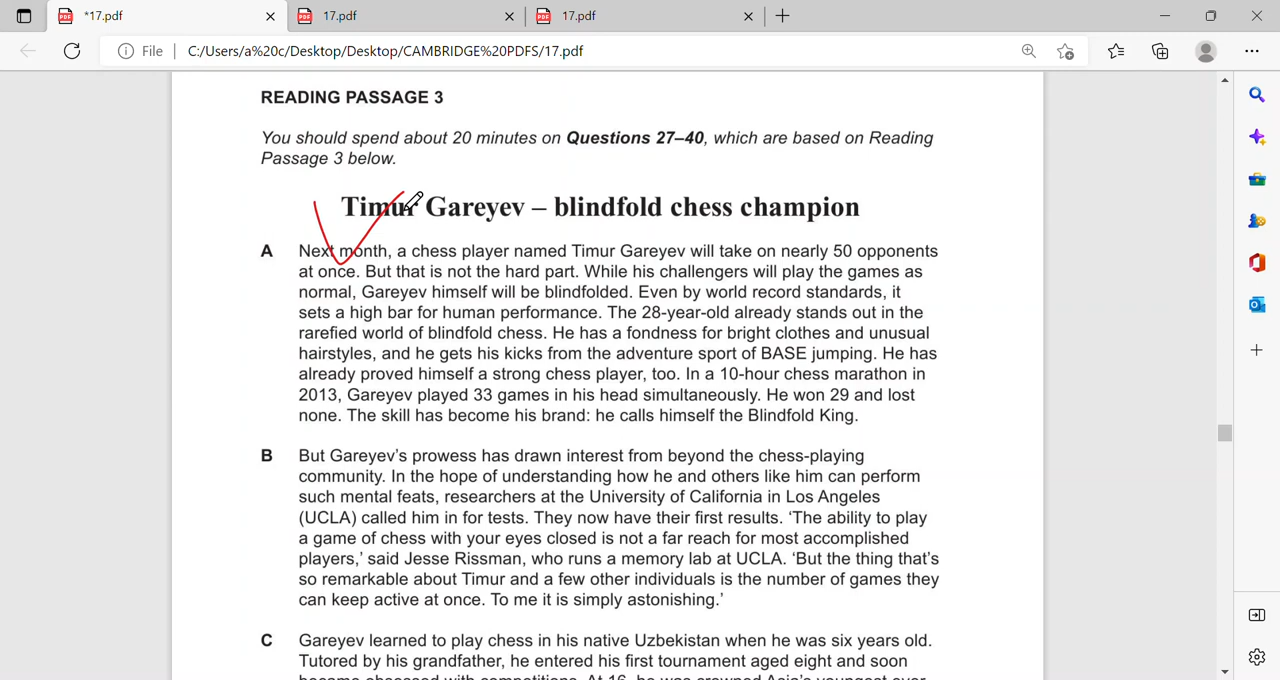 *17.pdf
17.pdf
17.pdf
File
C:/Users/a%20c/Desktop/Desktop/CAMBRIDGE%20PDFS/17.pdf
READING PASSAGE 3
You should spend about 20 minutes on Questions 27–40, which are based on Reading
Passage 3 below.
Timur Gareyev – blindfold chess champion
A Next month, a chess player named Timur Gareyev will take on nearly 50 opponents
at once. But that is not the hard part. While his challengers will play the games as
normal, Gareyev himself will be blindfolded. Even by world record standards, it
sets a high bar for human performance. The 28-year-old already stands out in the
rarefied world of blindfold chess. He has a fondness for bright clothes and unusual
hairstyles, and he gets his kicks from the adventure sport of BASE jumping. He has
already proved himself a strong chess player, too. In a 10-hour chess marathon in
2013, Gareyev played 33 games in his head simultaneously. He won 29 and lost
none. The skill has become his brand: he calls himself the Blindfold King.
B But Gareyev’s prowess has drawn interest from beyond the chess-playing
community. In the hope of understanding how he and others like him can perform
such mental feats, researchers at the University of California in Los Angeles
(UCLA) called him in for tests. They now have their first results. ‘The ability to play
a game of chess with your eyes closed is not a far reach for most accomplished
players,’ said Jesse Rissman, who runs a memory lab at UCLA. ‘But the thing that’s
so remarkable about Timur and a few other individuals is the number of games they
can keep active at once. To me it is simply astonishing.’
C Gareyev learned to play chess in his native Uzbekistan when he was six years old.
Tutored by his grandfather, he entered his first tournament aged eight and soon
became obsessed with competitions. At 16, he was crowned Asia’s youngest ever